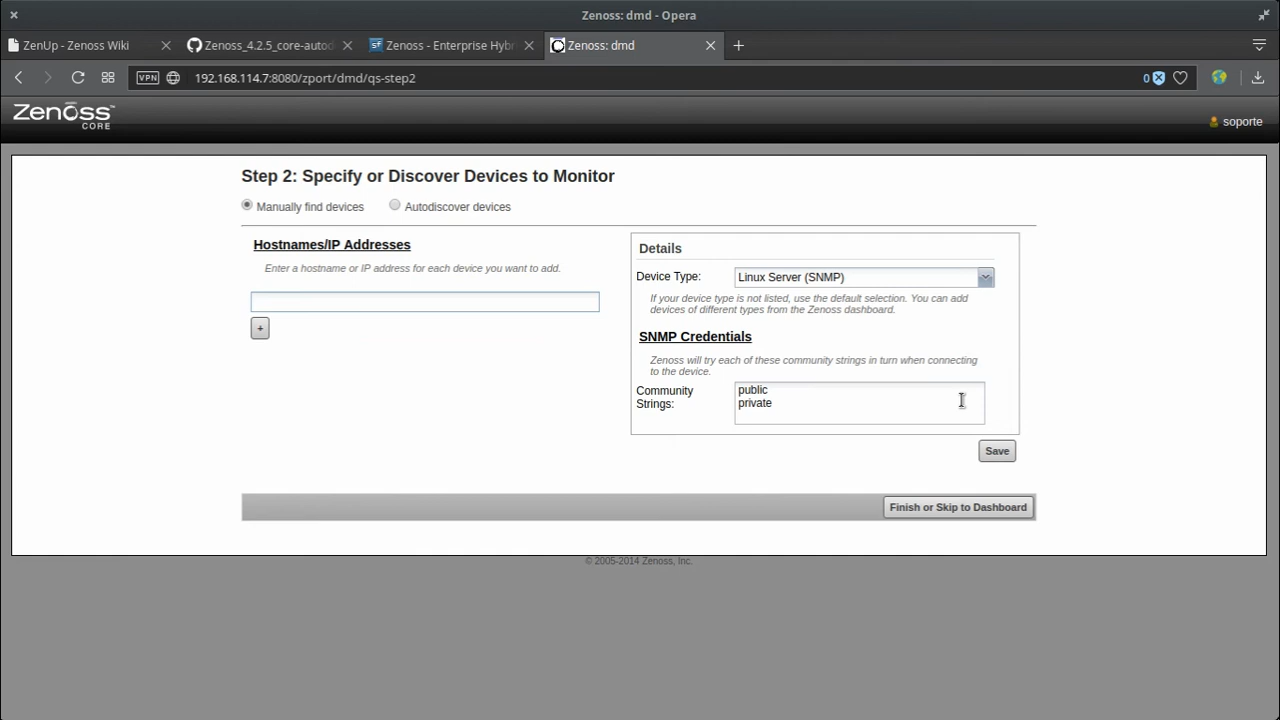 Zenoss: dmd - Opera
ZenUp - Zenoss Wiki
Zenoss_4.2.5_core-autod
Zenoss - Enterprise Hybr
Zenoss: dmd
VPN
192.168.114.7:8080/zport/dmd/qs-step2
0
Zenoss
CORE
soporte
Step 2: Specify or Discover Devices to Monitor
Manually find devices
Autodiscover devices
Hostnames/IP Addresses
Enter a hostname or IP address for each device you want to add.
+
Details
Device Type:
Linux Server (SNMP)
If your device type is not listed, use the default selection. You can add
devices of different types from the Zenoss dashboard.
SNMP Credentials
Zenoss will try each of these community strings in turn when connecting
to the device.
Community
Strings:
public
private
Save
Finish or Skip to Dashboard
© 2005-2014 Zenoss, Inc.